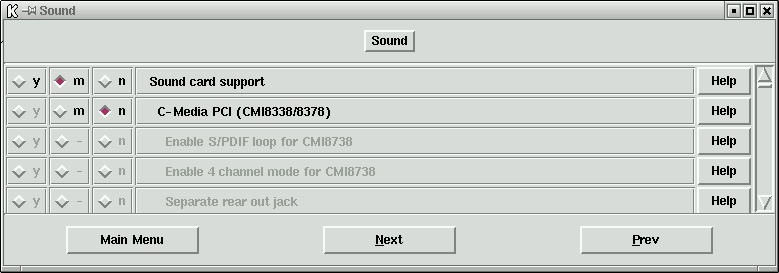 Sound
Sound
y m n Sound card support Help
y m n C-Media PCI (CMI8338/8378) Help
y - n Enable S/PDIF loop for CMI8738 Help
y - n Enable 4 channel mode for CMI8738 Help
y - n Separate rear out jack Help
Main Menu Next Prev